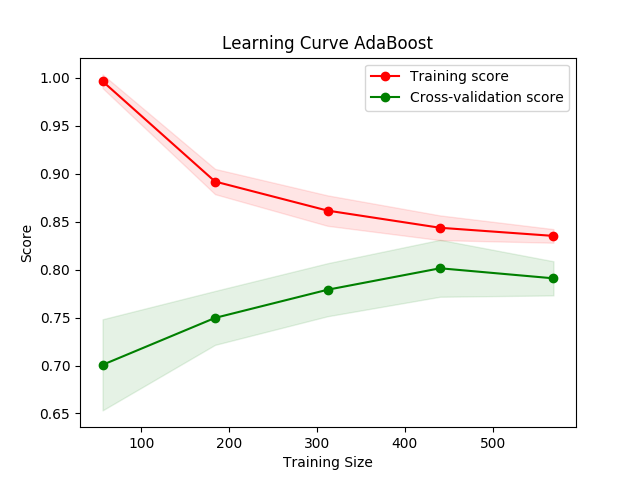 Learning Curve AdaBoost
Training score
Cross-validation score
1.00
0.95
0.90
0.85
0.80
0.75
0.70
0.65
Score
100
200
300
400
500
Training Size